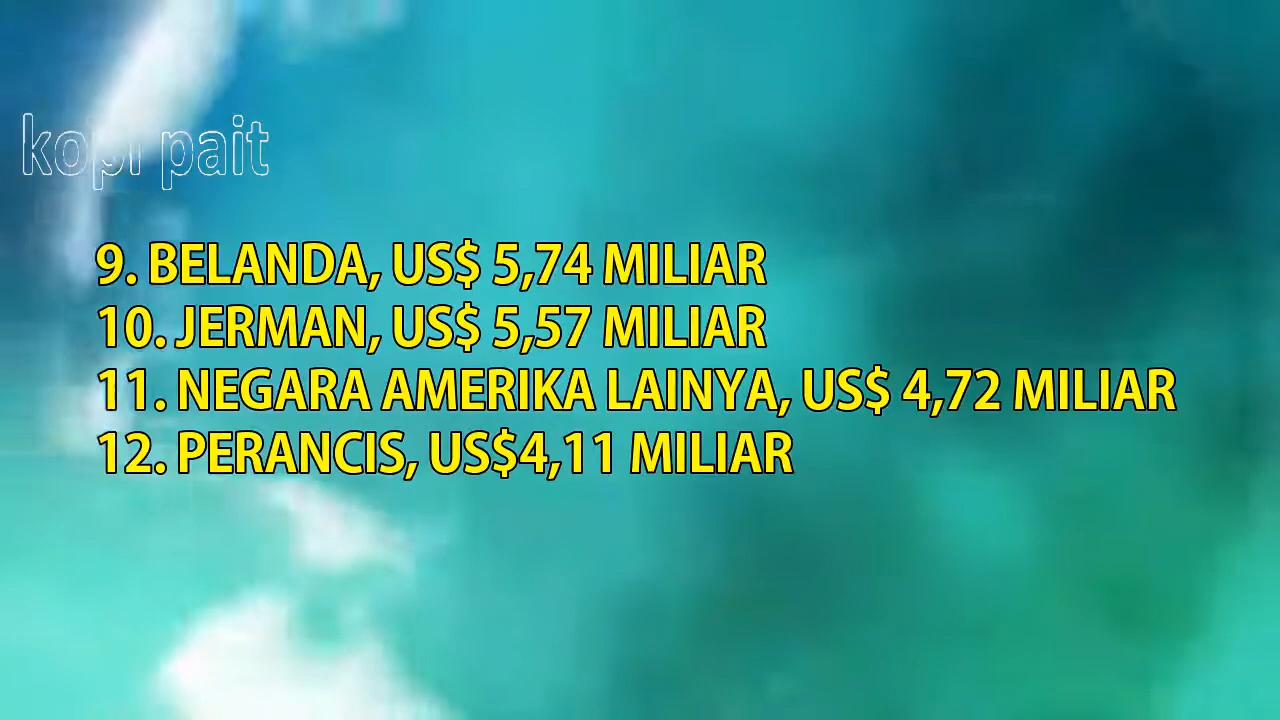 kopi pait
9. BELANDA, US$ 5,74 MILIAR
10. JERMAN, US$ 5,57 MILIAR
11. NEGARA AMERIKA LAINYA, US$ 4,72 MILIAR
12. PERANCIS, US$4,11 MILIAR